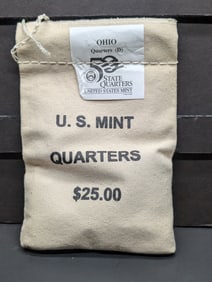 OHIO
Quarters (D)
50
STATE
QUARTERS
UNITED STATES MINT
U. S. MINT
QUARTERS
$25.00